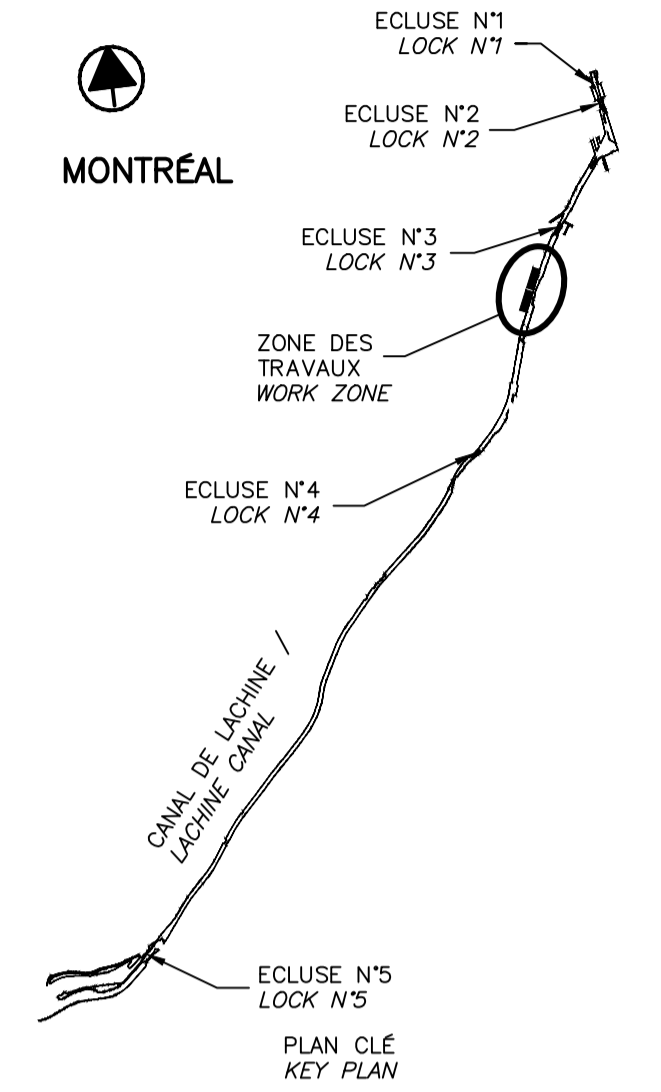 ECLUSE N°1
LOCK N°1
ECLUSE N°2
LOCK N°2
MONTRÉAL
ECLUSE N°3
LOCK N°3
ZONE DES
TRAVAUX
WORK ZONE
ECLUSE N°4
LOCK N°4
CANAL DE LACHINE /
LACHINE CANAL
ECLUSE N°5
LOCK N°5
PLAN CLÉ
KEY PLAN